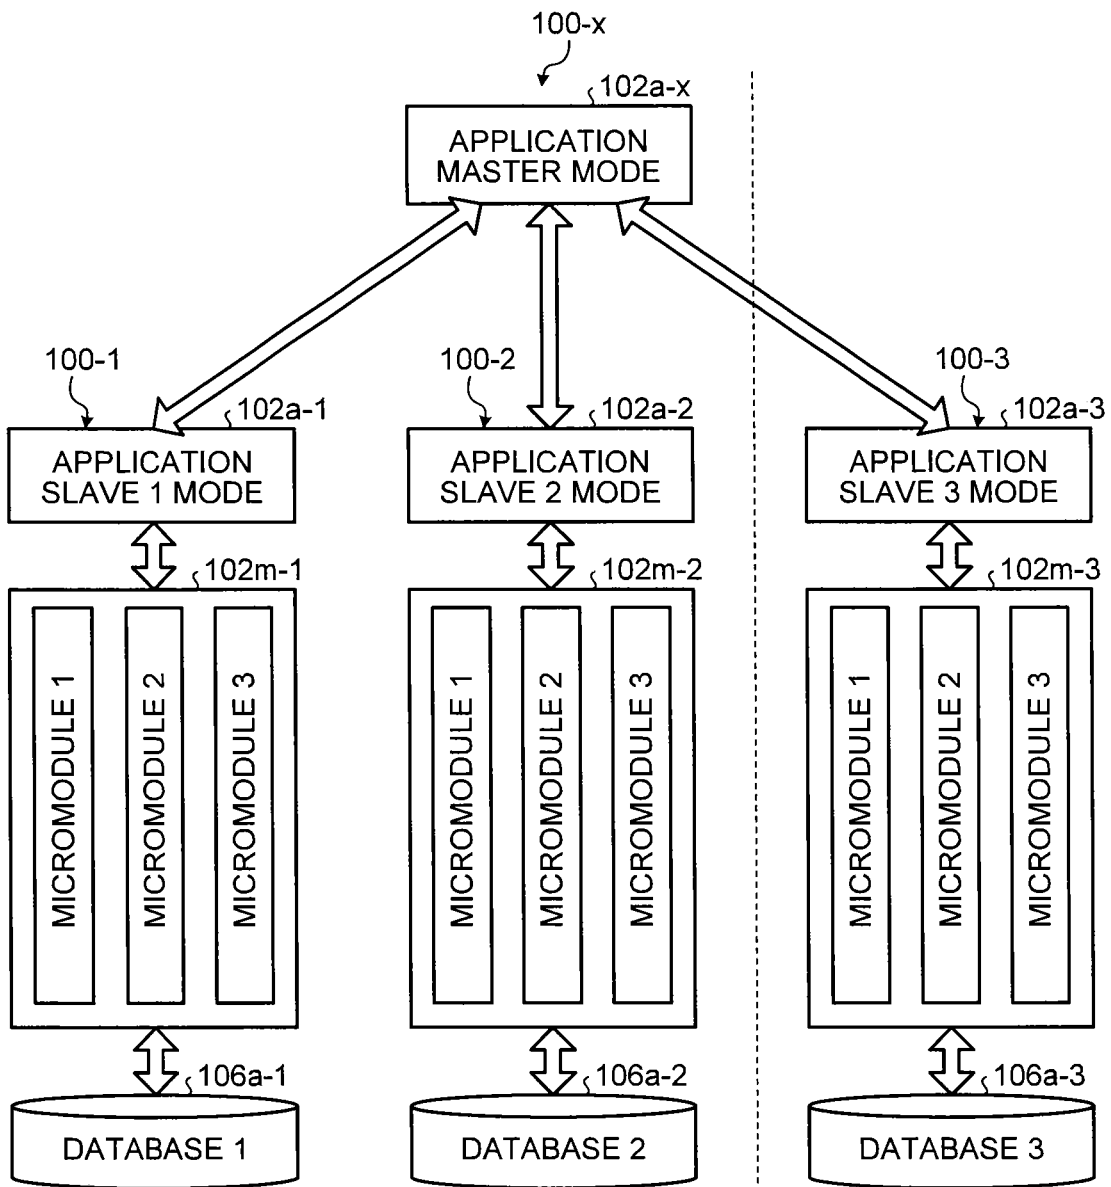 100-x
102a-x
APPLICATION
MASTER MODE
100-1
102a-1
APPLICATION
SLAVE 1 MODE
100-2
102a-2
APPLICATION
SLAVE 2 MODE
100-3
102a-3
APPLICATION
SLAVE 3 MODE
102m-1
MICROMODULE 1
MICROMODULE 2
MICROMODULE 3
102m-2
MICROMODULE 1
MICROMODULE 2
MICROMODULE 3
102m-3
MICROMODULE 1
MICROMODULE 2
MICROMODULE 3
106a-1
DATABASE 1
106a-2
DATABASE 2
106a-3
DATABASE 3